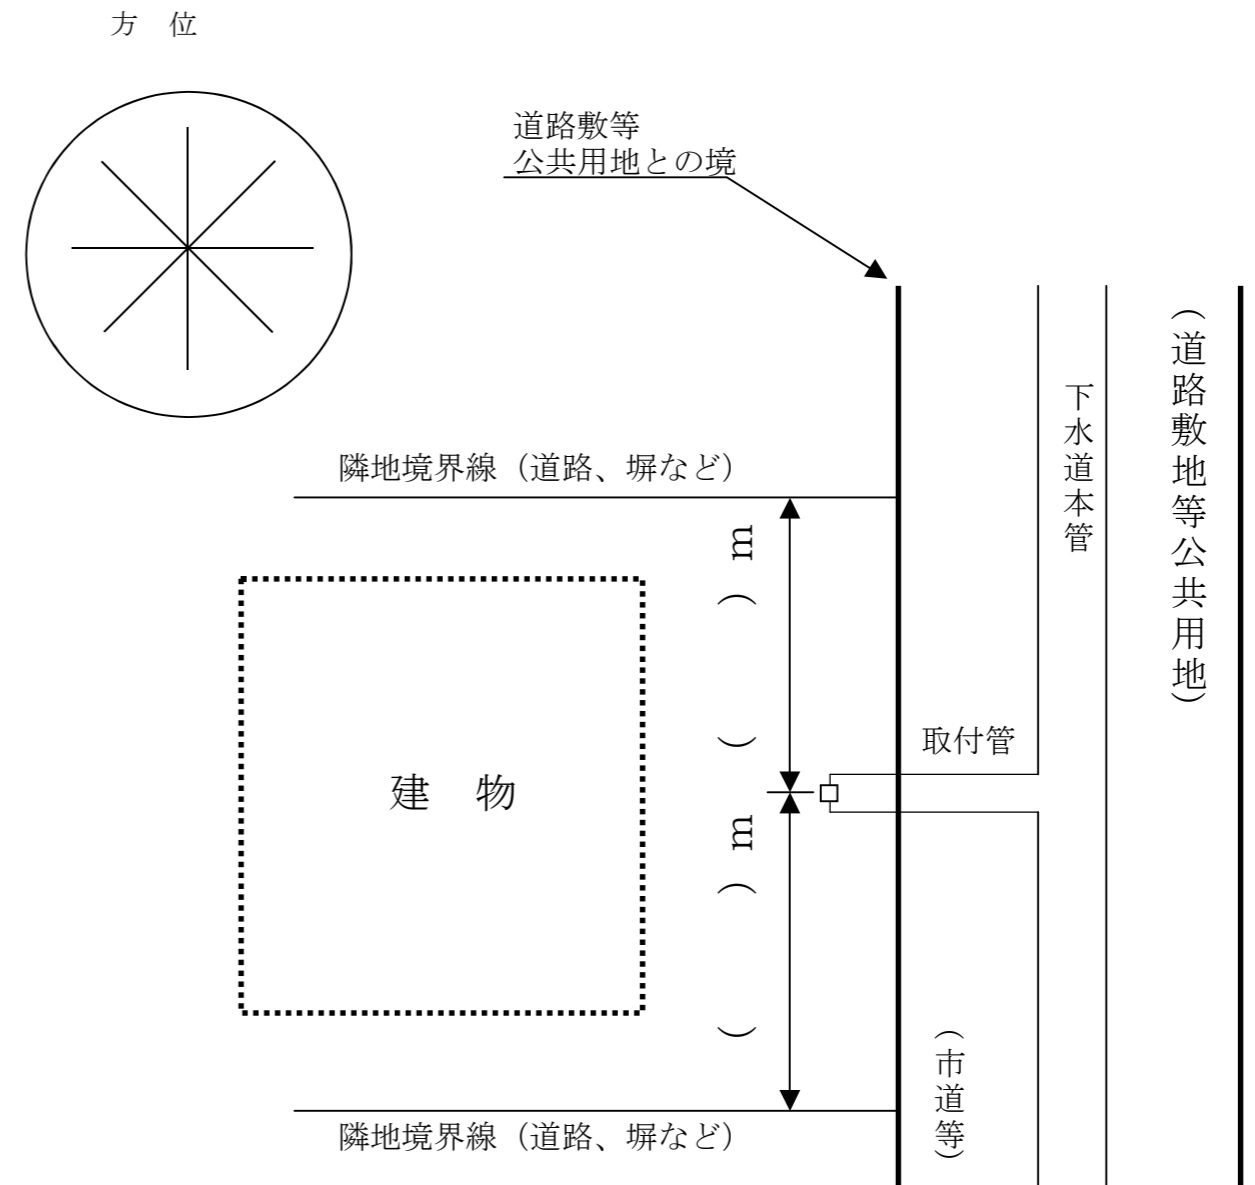 方　位
道路敷等
公共用地との境
(道路敷地等公共用地)
下水道本管
隣地境界線（道路、塀など）
(　　　)m
取付管
建　物
(　　　)m
(市道等)
隣地境界線（道路、塀など）